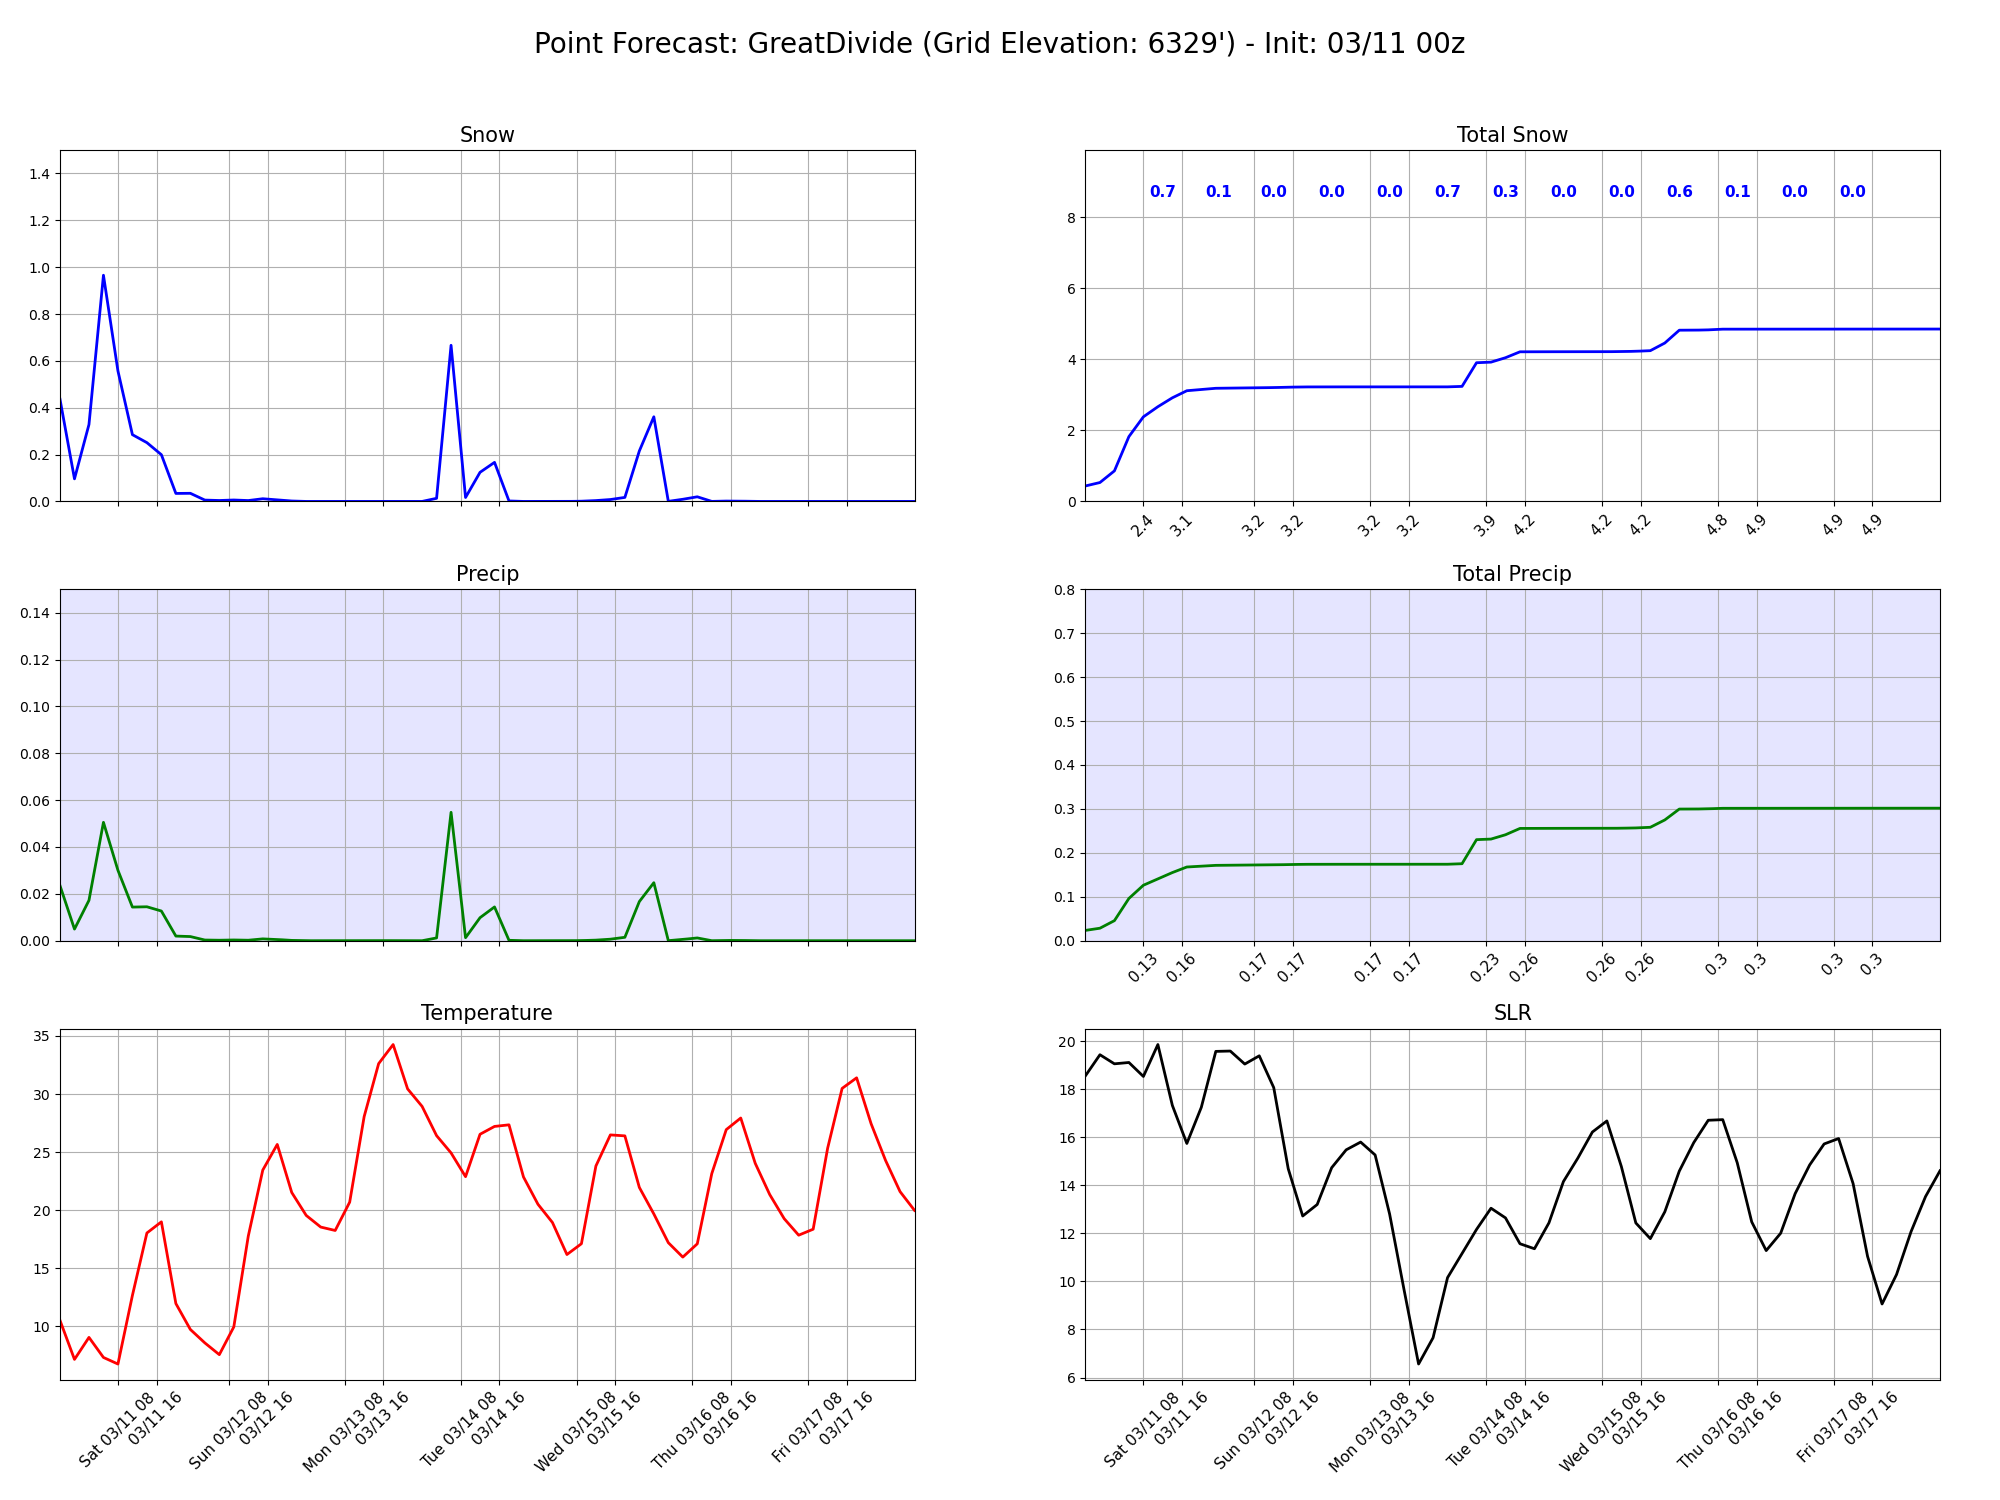 Point Forecast: GreatDivide (Grid Elevation: 6329') - Init: 03/11 00z
Snow
1.4
1.2
1.0
0.8
0.6
0.4
0.2
0.0
Total Snow
0.7 0.1 0.0 0.0 0.0 0.7 0.3 0.0 0.0 0.6 0.1 0.0 0.0
8
6
4
2
0
2.4 3.1 3.2 3.2 3.2 3.2 3.9 4.2 4.2 4.2 4.8 4.9 4.9 4.9
Precip
0.14
0.12
0.10
0.08
0.06
0.04
0.02
0.00
Total Precip
0.8
0.7
0.6
0.5
0.4
0.3
0.2
0.1
0.0
0.13 0.16 0.17 0.17 0.17 0.17 0.23 0.26 0.26 0.26 0.3 0.3 0.3 0.3
Temperature
35
30
25
20
15
10
Sat 03/11 08
03/11 16
Sun 03/12 08
03/12 16
Mon 03/13 08
03/13 16
Tue 03/14 08
03/14 16
Wed 03/15 08
03/15 16
Thu 03/16 08
03/16 16
Fri 03/17 08
03/17 16
SLR
20
18
16
14
12
10
8
6
Sat 03/11 08
03/11 16
Sun 03/12 08
03/12 16
Mon 03/13 08
03/13 16
Tue 03/14 08
03/14 16
Wed 03/15 08
03/15 16
Thu 03/16 08
03/16 16
Fri 03/17 08
03/17 16